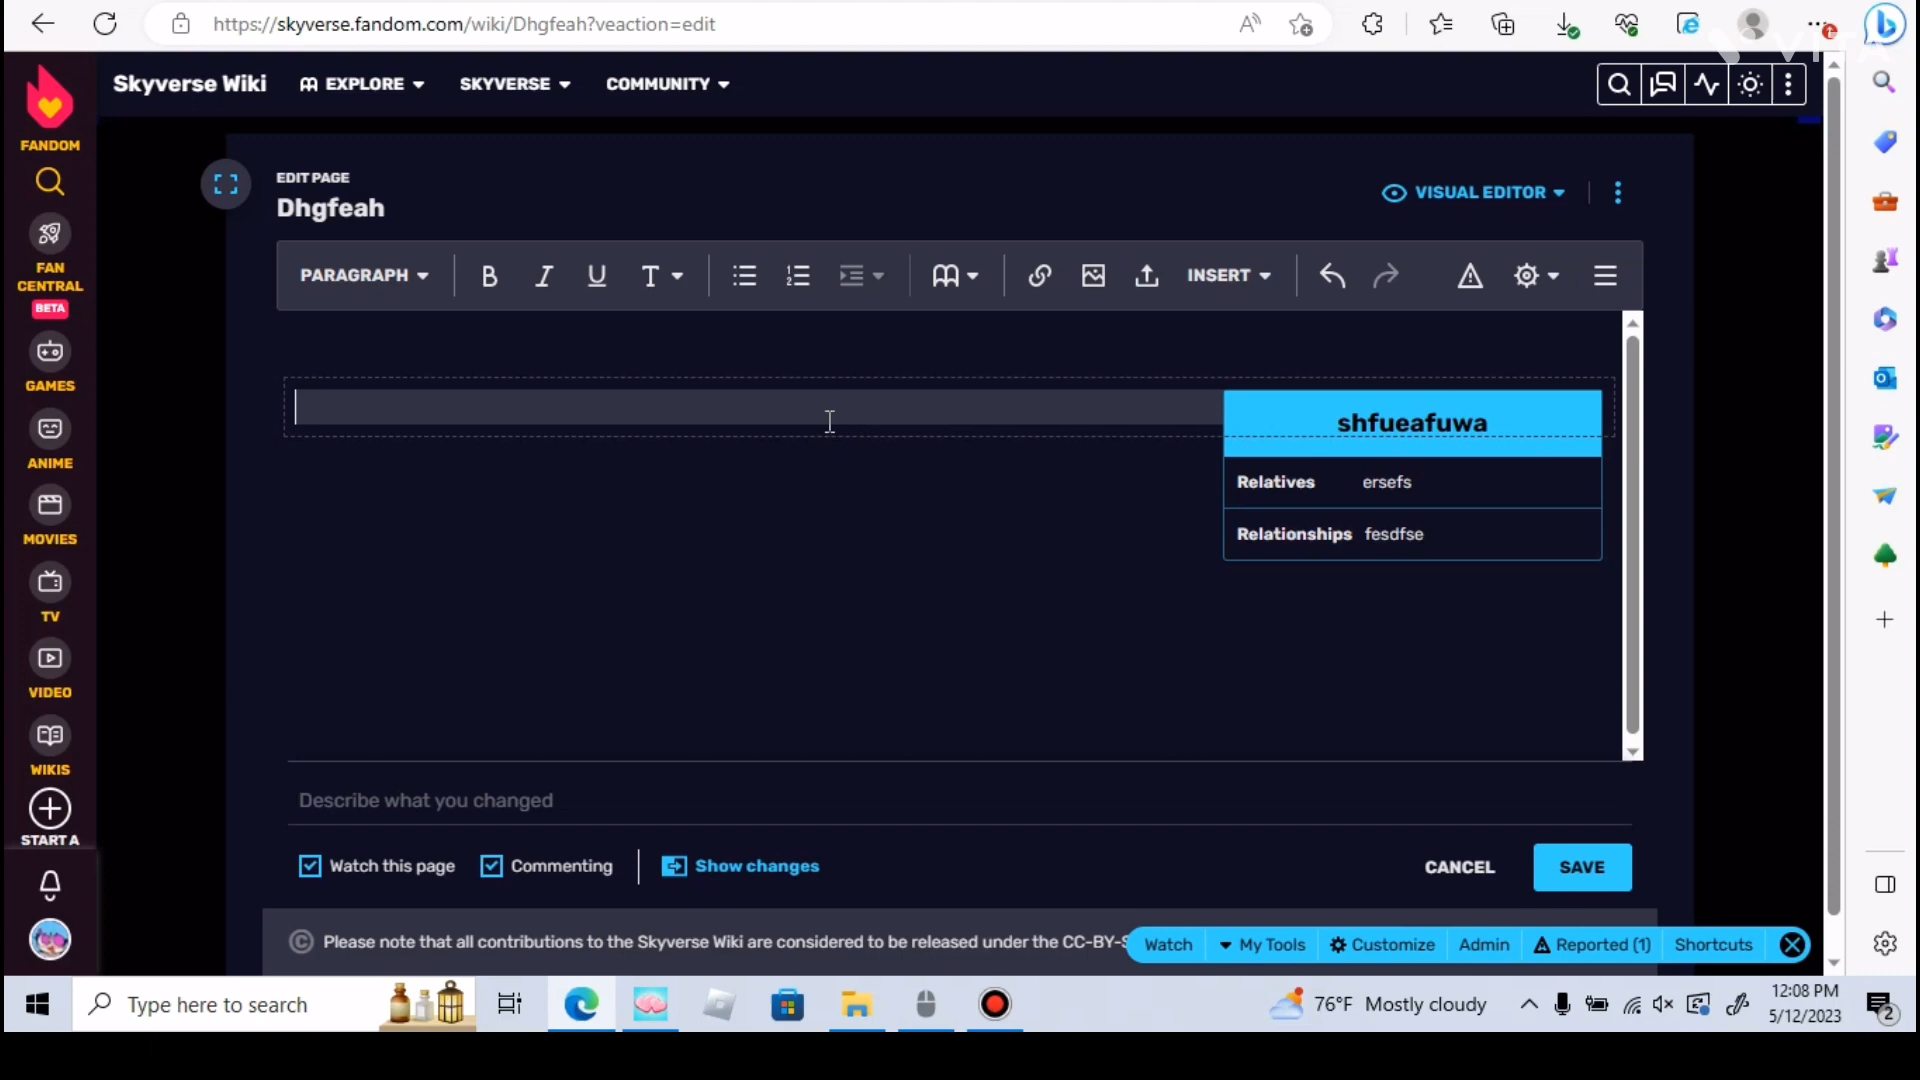 https://skyverse.fandom.com/wiki/Dhgfeah?veaction=edit
VITA
Skyverse Wiki
EXPLORE
SKYVERSE
COMMUNITY
FANDOM
FAN CENTRAL
BETA
GAMES
ANIME
MOVIES
TV
VIDEO
WIKIS
START A
EDIT PAGE
Dhgfeah
VISUAL EDITOR
PARAGRAPH
B I U T
INSERT
shfueafuwa
Relatives ersefs
Relationships fesdfse
Describe what you changed
Watch this page
Commenting
Show changes
CANCEL
SAVE
Please note that all contributions to the Skyverse Wiki are considered to be released under the CC-BY-S
Watch
My Tools
Customize
Admin
Reported (1)
Shortcuts
Type here to search
76°F Mostly cloudy
12:08 PM
5/12/2023
2